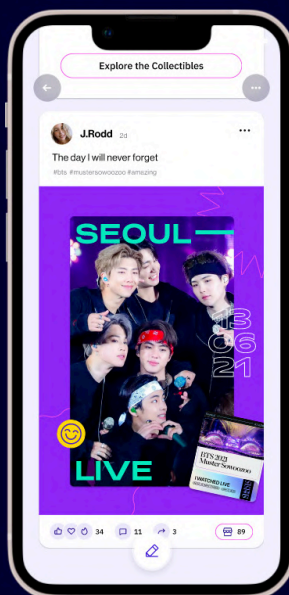 Explore the Collectibles
J.Rodd 2d
The day I will never forget
#bts #mustersowoozoo #amazing
SEOUL
13
06
21
LIVE
BTS 2021
Muster Sowoozoo
I WATCHED LIVE
34
11
3
89